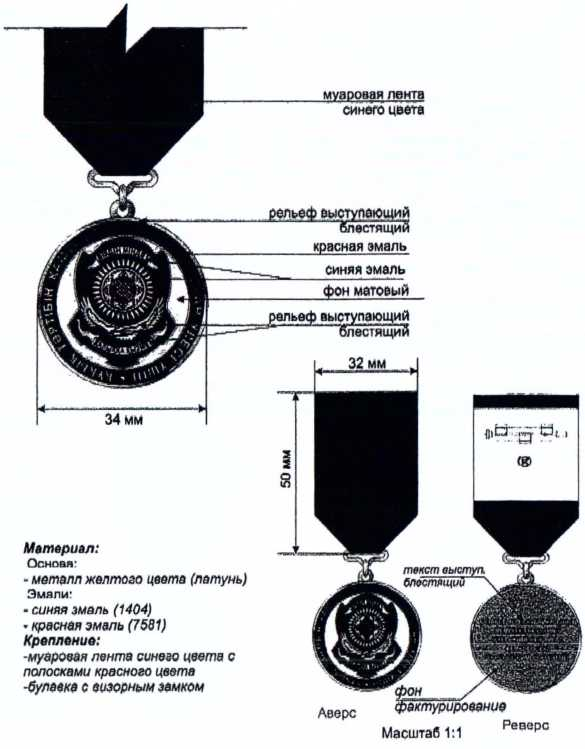 муаровая лента
синего цвета
рельеф выступающий
блестящий
красная эмаль
синяя эмаль
фон матовый
рельеф выступающий
блестящий
34 мм
32 мм
50 мм
Материал:
Основа:
- металл желтого цвета (латунь)
Эмали:
- синяя эмаль (1404)
- красная эмаль (7581)
Крепление:
-муаровая лента синего цвета с
полосками красного цвета
-булавка с визорным замком
текст выступ.
блестящий
фон
фактурирование
Аверс
Реверс
Масштаб 1:1